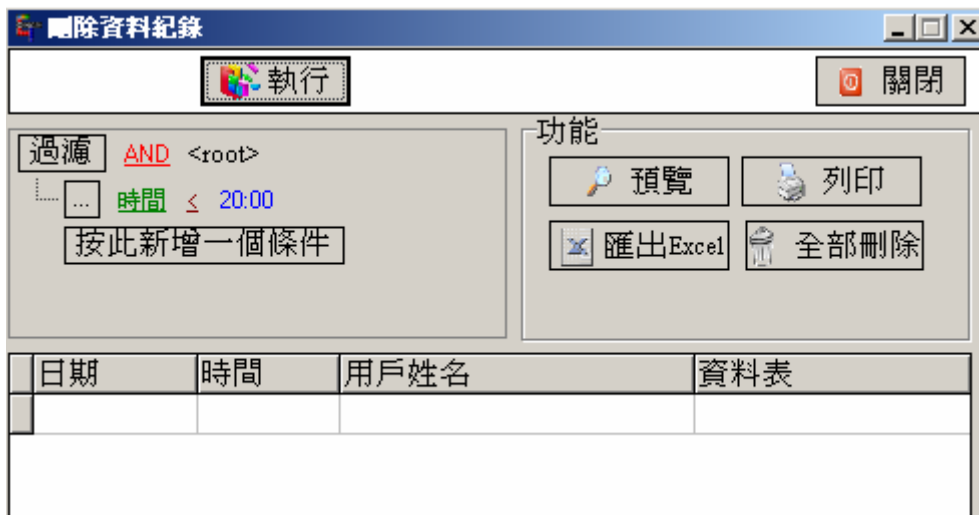 刪除資料紀錄
執行 關閉
過濾 AND <root>
... 時間 < 20:00
按此新增一個條件
功能
預覽 列印
匯出Excel 全部刪除
日期 時間 用戶姓名 資料表